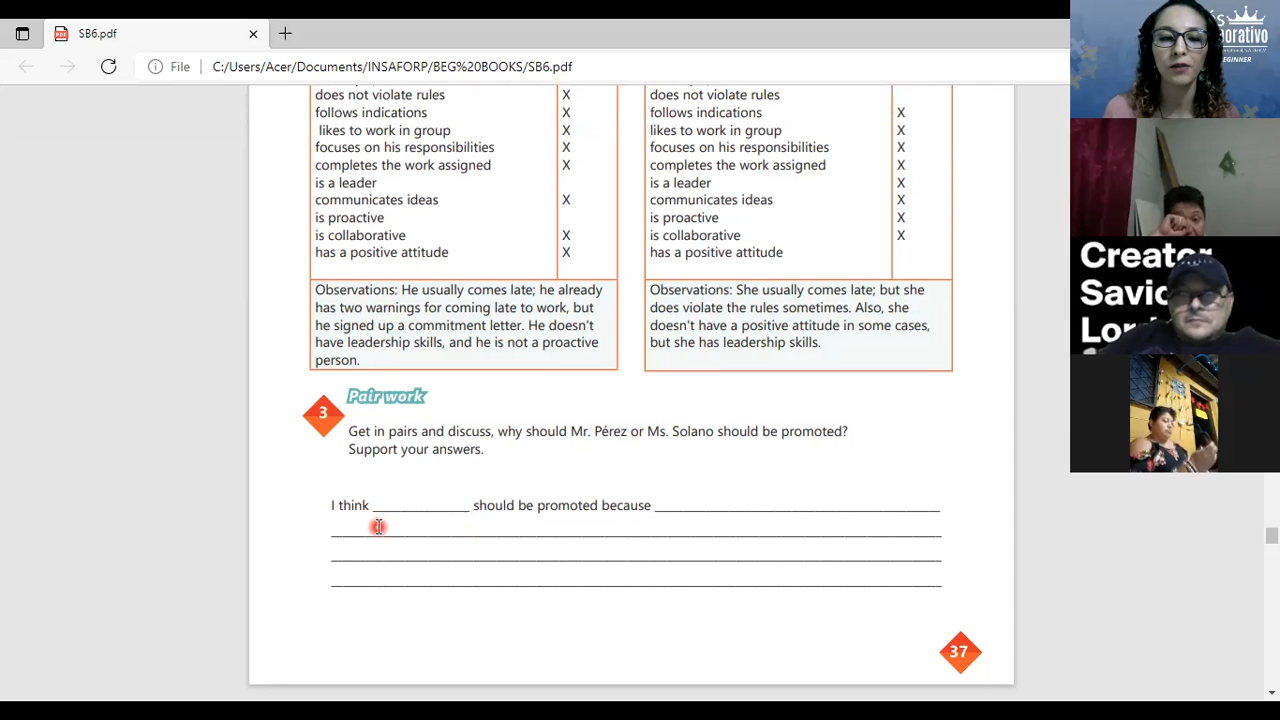 SB6.pdf
File C:/Users/Acer/Documents/INSAFORP/BEG%20BOOKS/SB6.pdf
does not violate rules X
follows indications X
likes to work in group X
focuses on his responsibilities X
completes the work assigned X
is a leader
communicates ideas X
is proactive
is collaborative X
has a positive attitude X
Observations: He usually comes late; he already
has two warnings for coming late to work, but
he signed up a commitment letter. He doesn't
have leadership skills, and he is not a proactive
person.
does not violate rules
follows indications X
likes to work in group X
focuses on his responsibilities X
completes the work assigned X
is a leader X
communicates ideas X
is proactive X
is collaborative X
has a positive attitude
Observations: She usually comes late; but she
does violate the rules sometimes. Also, she
doesn't have a positive attitude in some cases,
but she has leadership skills.
3
Pair work
Get in pairs and discuss, why should Mr. Pérez or Ms. Solano should be promoted?
Support your answers.
I think ____________ should be promoted because ____________________________________
37
Creator
Lord